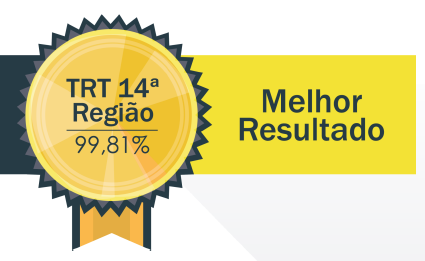 TRT 14ª
Região
99,81%
Melhor
Resultado